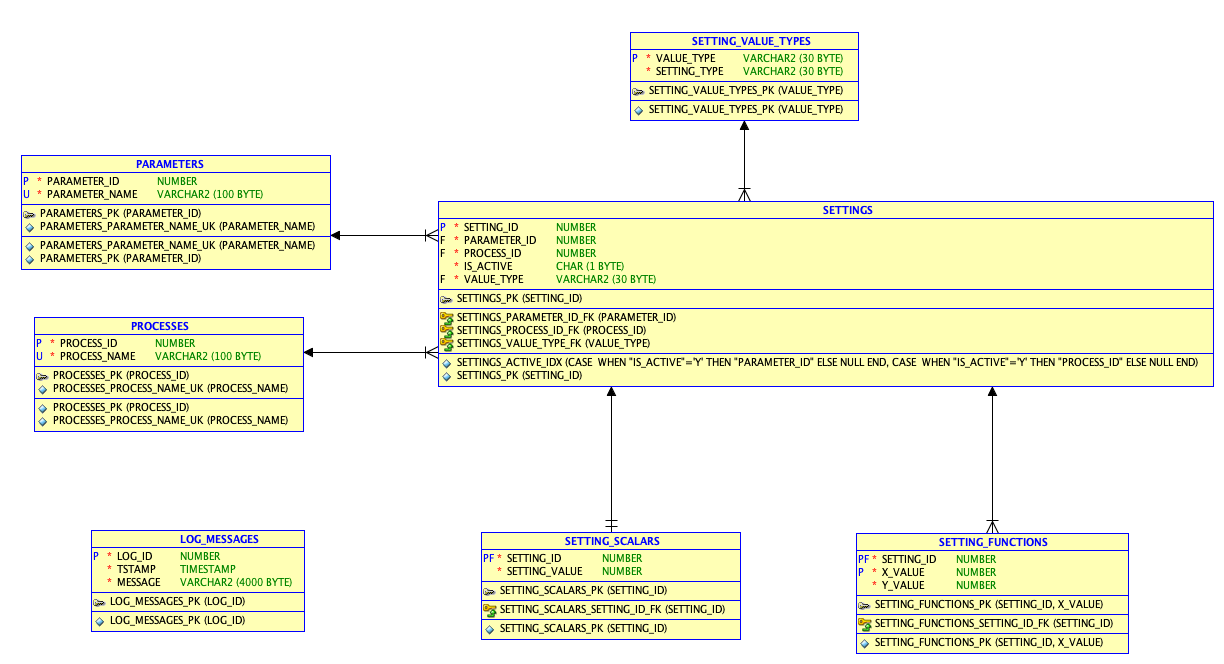 SETTING_VALUE_TYPES
P * VALUE_TYPE VARCHAR2 (30 BYTE)
* SETTING_TYPE VARCHAR2 (30 BYTE)
SETTING_VALUE_TYPES_PK (VALUE_TYPE)
SETTING_VALUE_TYPES_PK (VALUE_TYPE)
PARAMETERS
P * PARAMETER_ID NUMBER
U * PARAMETER_NAME VARCHAR2 (100 BYTE)
PARAMETERS_PK (PARAMETER_ID)
PARAMETERS_PARAMETER_NAME_UK (PARAMETER_NAME)
PARAMETERS_PARAMETER_NAME_UK (PARAMETER_NAME)
PARAMETERS_PK (PARAMETER_ID)
SETTINGS
P * SETTING_ID NUMBER
F * PARAMETER_ID NUMBER
F * PROCESS_ID NUMBER
* IS_ACTIVE CHAR (1 BYTE)
F * VALUE_TYPE VARCHAR2 (30 BYTE)
SETTINGS_PK (SETTING_ID)
SETTINGS_PARAMETER_ID_FK (PARAMETER_ID)
SETTINGS_PROCESS_ID_FK (PROCESS_ID)
SETTINGS_VALUE_TYPE_FK (VALUE_TYPE)
SETTINGS_ACTIVE_IDX (CASE WHEN "IS_ACTIVE"='Y' THEN "PARAMETER_ID" ELSE NULL END, CASE WHEN "IS_ACTIVE"='Y' THEN "PROCESS_ID" ELSE NULL END)
SETTINGS_PK (SETTING_ID)
PROCESSES
P * PROCESS_ID NUMBER
U * PROCESS_NAME VARCHAR2 (100 BYTE)
PROCESSES_PK (PROCESS_ID)
PROCESSES_PROCESS_NAME_UK (PROCESS_NAME)
PROCESSES_PK (PROCESS_ID)
PROCESSES_PROCESS_NAME_UK (PROCESS_NAME)
LOG_MESSAGES
P * LOG_ID NUMBER
* TSTAMP TIMESTAMP
* MESSAGE VARCHAR2 (4000 BYTE)
LOG_MESSAGES_PK (LOG_ID)
LOG_MESSAGES_PK (LOG_ID)
SETTING_SCALARS
PF * SETTING_ID NUMBER
* SETTING_VALUE NUMBER
SETTING_SCALARS_PK (SETTING_ID)
SETTING_SCALARS_SETTING_ID_FK (SETTING_ID)
SETTING_SCALARS_PK (SETTING_ID)
SETTING_FUNCTIONS
PF * SETTING_ID NUMBER
P * X_VALUE NUMBER
* Y_VALUE NUMBER
SETTING_FUNCTIONS_PK (SETTING_ID, X_VALUE)
SETTING_FUNCTIONS_SETTING_ID_FK (SETTING_ID)
SETTING_FUNCTIONS_PK (SETTING_ID, X_VALUE)